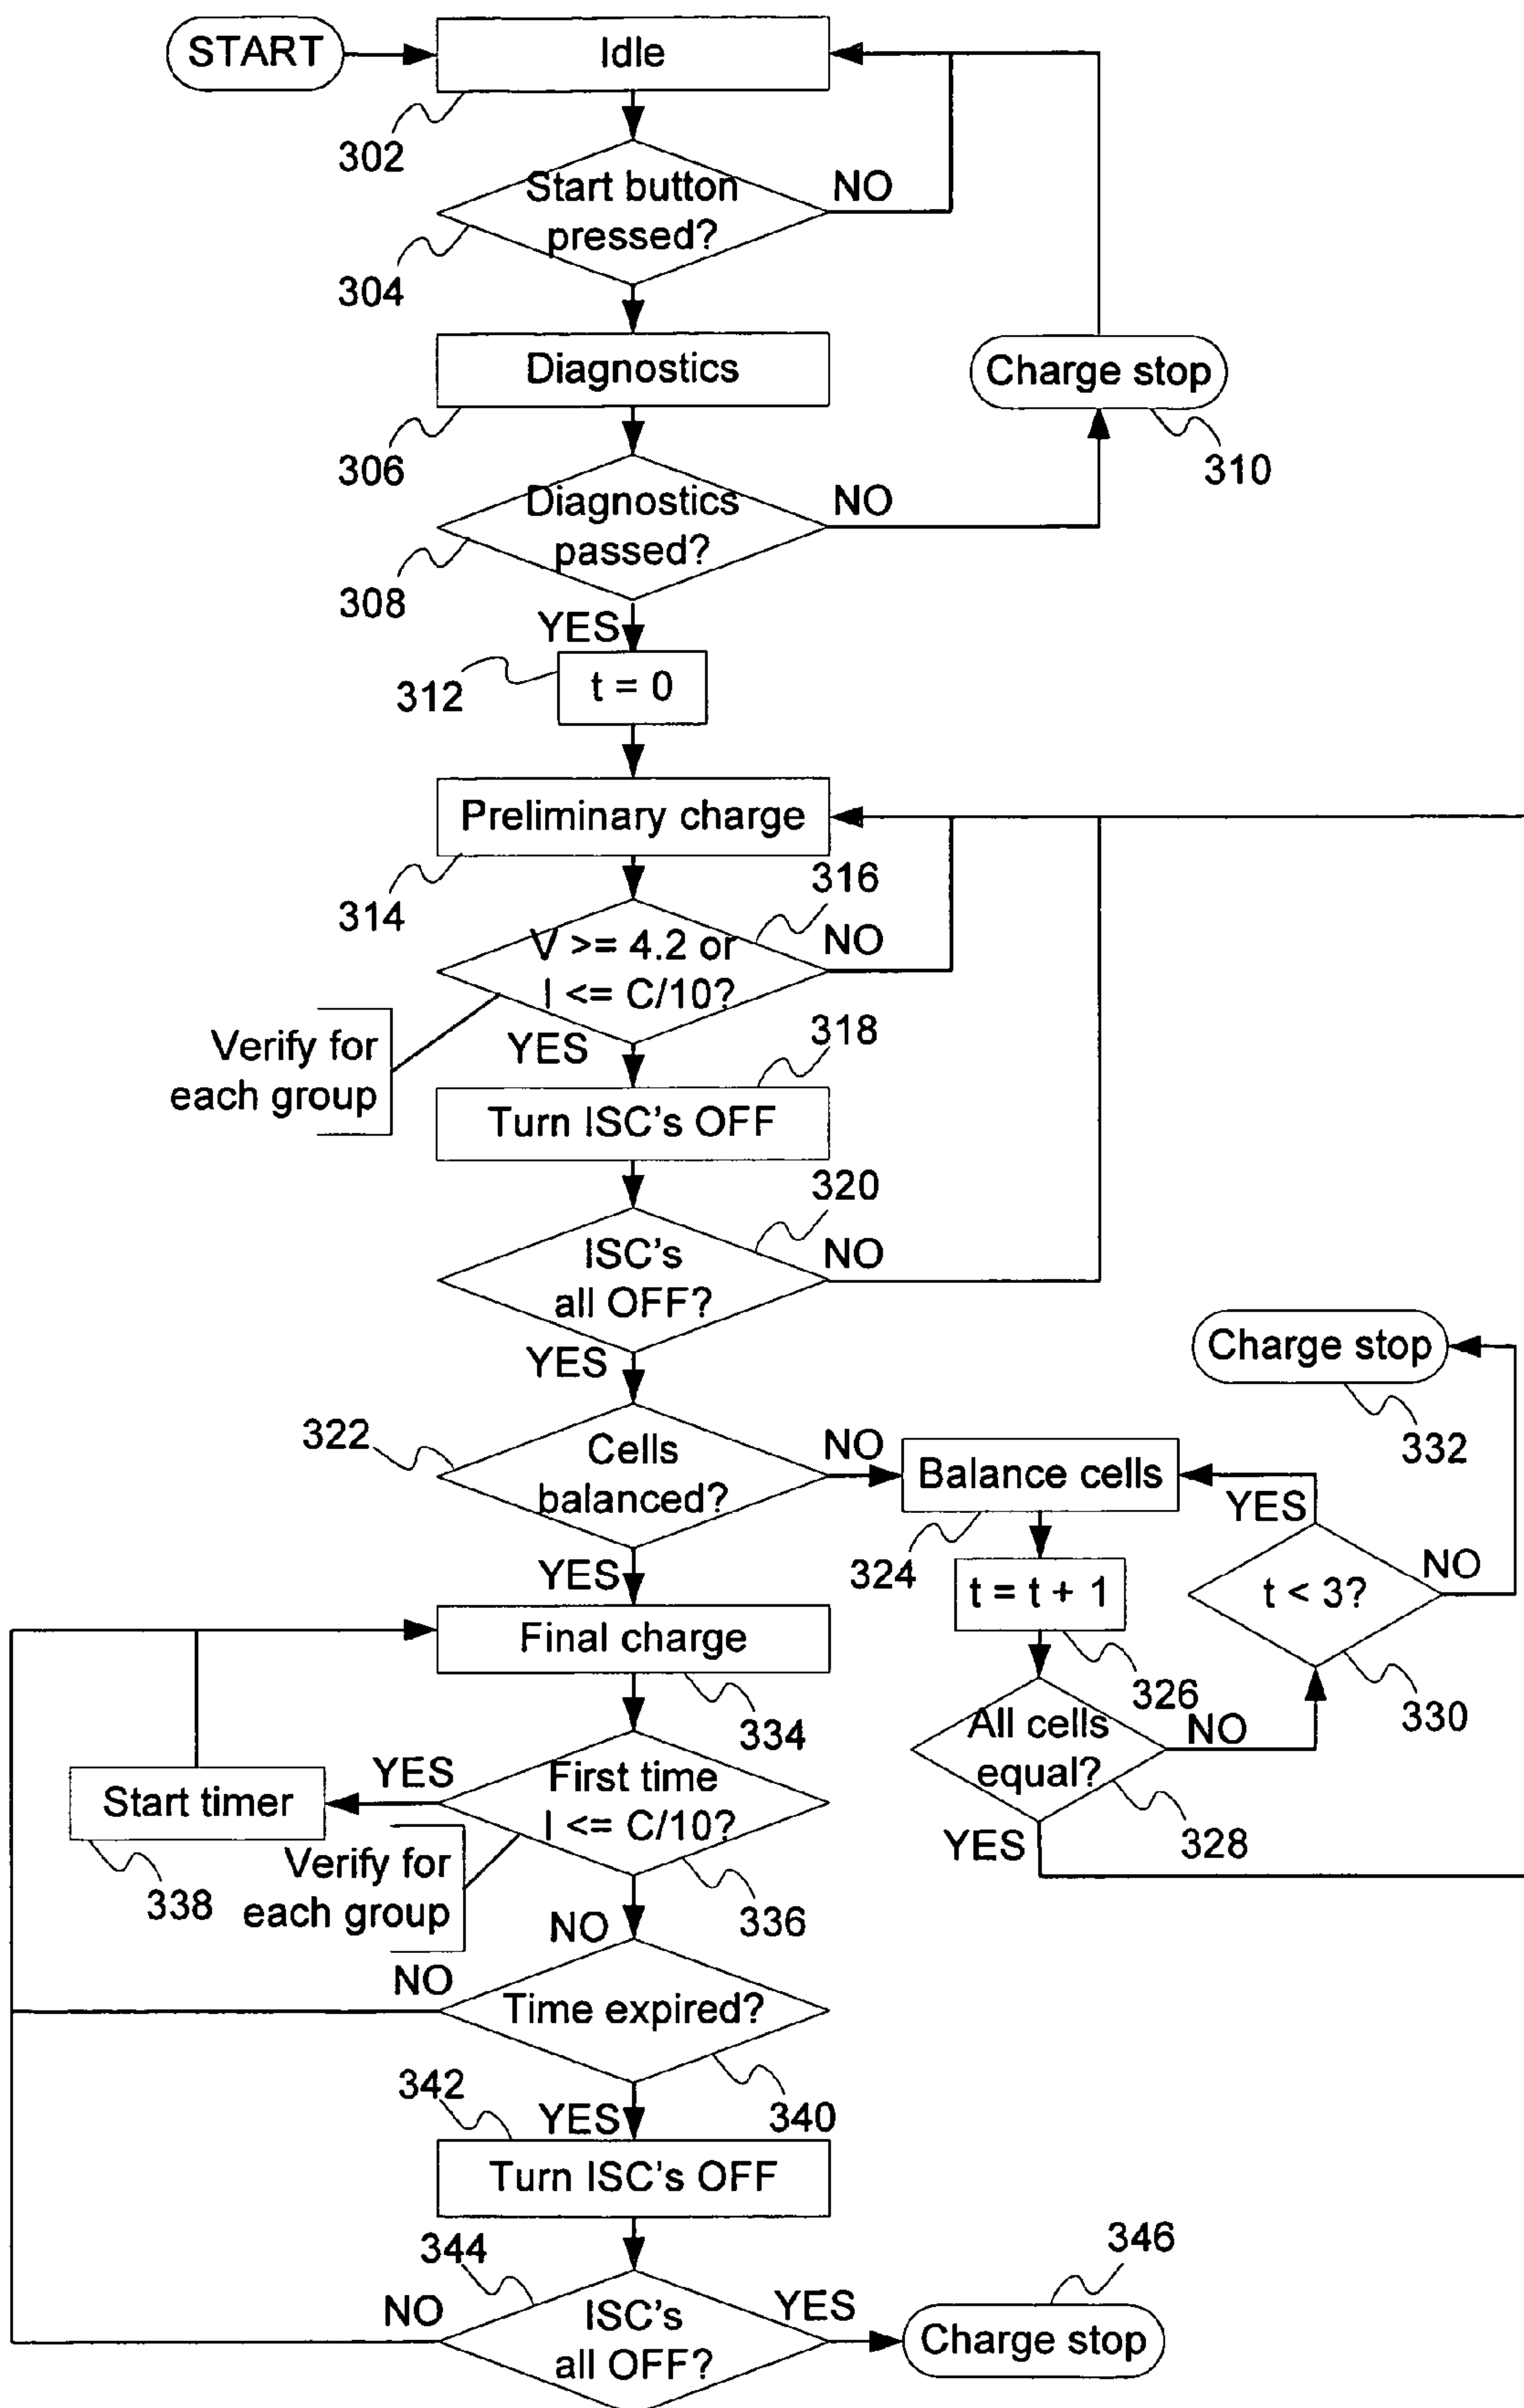 START
Idle
302
Start button
pressed?
NO
304
Diagnostics
306
Charge stop
310
Diagnostics
passed?
NO
308
YES
t = 0
312
Preliminary charge
314
316
V >= 4.2 or
I <= C/10?
NO
Verify for
each group
YES
318
Turn ISC's OFF
320
ISC's
all OFF?
NO
YES
Charge stop
332
322
Cells
balanced?
NO
Balance cells
324
YES
t < 3?
NO
330
t = t + 1
326
YES
Final charge
334
All cells
equal?
NO
328
YES
First time
I <= C/10?
YES
Start timer
338
Verify for
each group
336
NO
Time expired?
NO
340
342
YES
Turn ISC's OFF
344
ISC's
all OFF?
NO
YES
346
Charge stop